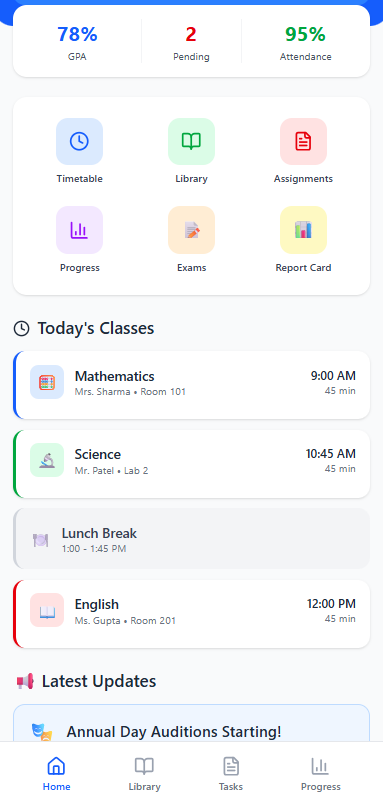 78%
2
95%
GPA
Pending
Attendance
Timetable
Library
Assignments
Progress
Exams
Report Card
Today's Classes
Mathematics
9:00 AM
Mrs. Sharma • Room 101
45 min
Science
10:45 AM
Mr. Patel • Lab 2
45 min
Lunch Break
1:00 - 1:45 PM
English
12:00 PM
Ms. Gupta • Room 201
45 min
Latest Updates
Annual Day Auditions Starting!
Home
Library
Tasks
Progress